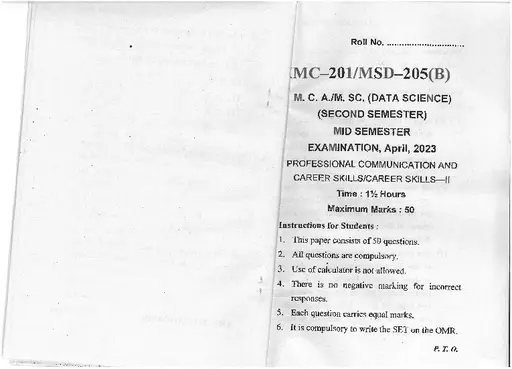 Roll No. ..............................
MC–201/MSD–205(B)
M. C. A./M. SC. (DATA SCIENCE)
(SECOND SEMESTER)
MID SEMESTER
EXAMINATION, April, 2023
PROFESSIONAL COMMUNICATION AND
CAREER SKILLS/CAREER SKILLS—II
Time : 1½ Hours
Maximum Marks : 50
Instructions for Students :
1. This paper consists of 50 questions.
2. All questions are compulsory.
3. Use of calculator is not allowed.
4. There is no negative marking for incorrect
responses.
5. Each question carries equal marks.
6. It is compulsory to write the SET on the OMR.
P. T. O.